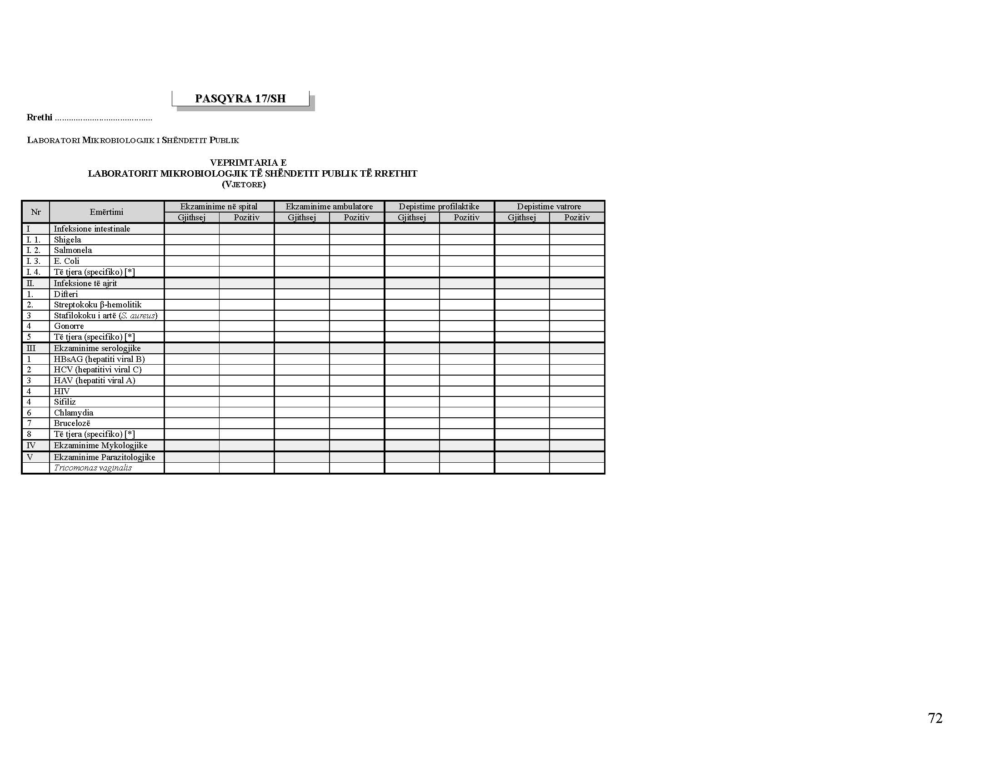 PASQYRA 17/SH
Rrethi ..........................................
LABORATORI MIKROBIOLOGJIK I SHËNDETIT PUBLIK
VEPRIMTARIA E
LABORATORIT MIKROBIOLOGJIK TË SHËNDETIT PUBLIK TË RRETHIT
(VJETORE)
Nr Emërtimi Ekzaminime në spital Ekzaminime ambulatore Depistime profilaktike Depistime vatrore
Gjithsej Pozitiv Gjithsej Pozitiv Gjithsej Pozitiv Gjithsej Pozitiv
I Infeksione intestinale
I. 1. Shigela
I. 2. Salmonela
I. 3. E. Coli
I. 4. Të tjera (specifiko) [*]
II. Infeksione të ajrit
1. Difteri
2. Streptokoku β-hemolitik
3 Stafilokoku i artë (S. aureus)
4 Gonorre
5 Të tjera (specifiko) [*]
III Ekzaminime serologjike
1 HBsAG (hepatiti viral B)
2 HCV (hepatitivi viral C)
3 HAV (hepatiti viral A)
4 HIV
4 Sifiliz
6 Chlamydia
7 Brucelozë
8 Të tjera (specifiko) [*]
IV Ekzaminime Mykologjike
V Ekzaminime Parazitologjike
Tricomonas vaginalis
72